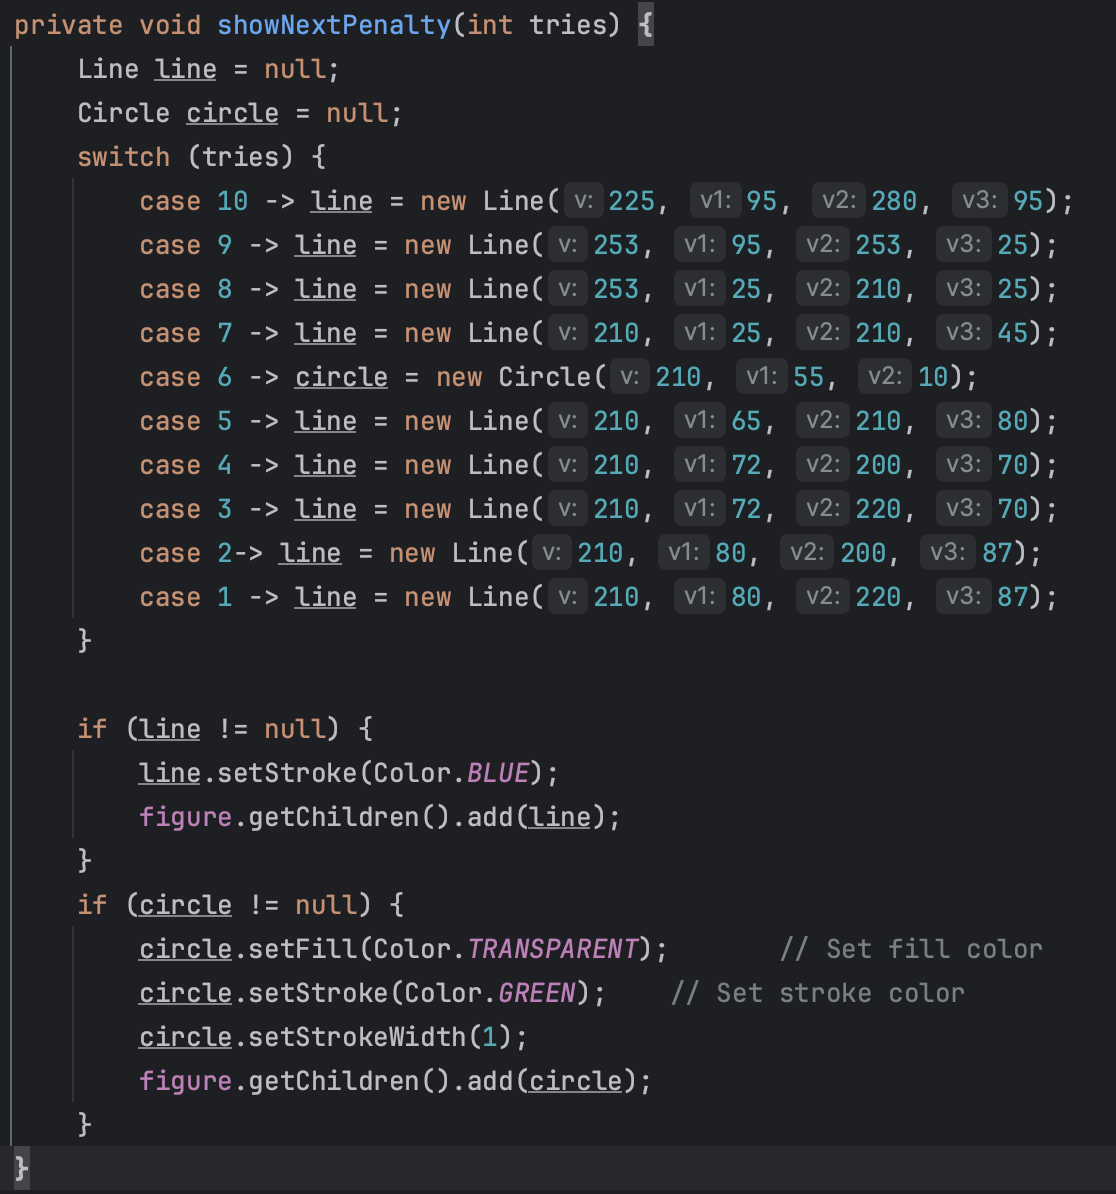 private void showNextPenalty(int tries) {
    Line line = null;
    Circle circle = null;
    switch (tries) {
        case 10 -> line = new Line( v: 225, v1: 95, v2: 280, v3: 95);
        case 9 -> line = new Line( v: 253, v1: 95, v2: 253, v3: 25);
        case 8 -> line = new Line( v: 253, v1: 25, v2: 210, v3: 25);
        case 7 -> line = new Line( v: 210, v1: 25, v2: 210, v3: 45);
        case 6 -> circle = new Circle( v: 210, v1: 55, v2: 10);
        case 5 -> line = new Line( v: 210, v1: 65, v2: 210, v3: 80);
        case 4 -> line = new Line( v: 210, v1: 72, v2: 200, v3: 70);
        case 3 -> line = new Line( v: 210, v1: 72, v2: 220, v3: 70);
        case 2-> line = new Line( v: 210, v1: 80, v2: 200, v3: 87);
        case 1 -> line = new Line( v: 210, v1: 80, v2: 220, v3: 87);
    }

    if (line != null) {
        line.setStroke(Color.BLUE);
        figure.getChildren().add(line);
    }
    if (circle != null) {
        circle.setFill(Color.TRANSPARENT);       // Set fill color
        circle.setStroke(Color.GREEN);    // Set stroke color
        circle.setStrokeWidth(1);
        figure.getChildren().add(circle);
    }
}